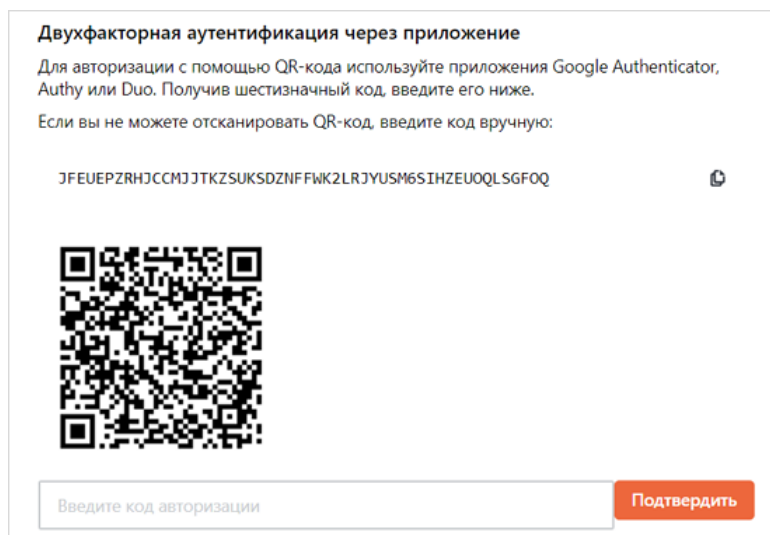 Двухфакторная аутентификация через приложение
Для авторизации с помощью QR-кода используйте приложения Google Authenticator,
Authy или Duo. Получив шестизначный код, введите его ниже.
Если вы не можете отсканировать QR-код, введите код вручную:
JFEUEPZRHJCCMJJTKZSUKSDZNFFWK2LRJYUSM6SIHZEUOQLSGFOQ
Введите код авторизации
Подтвердить